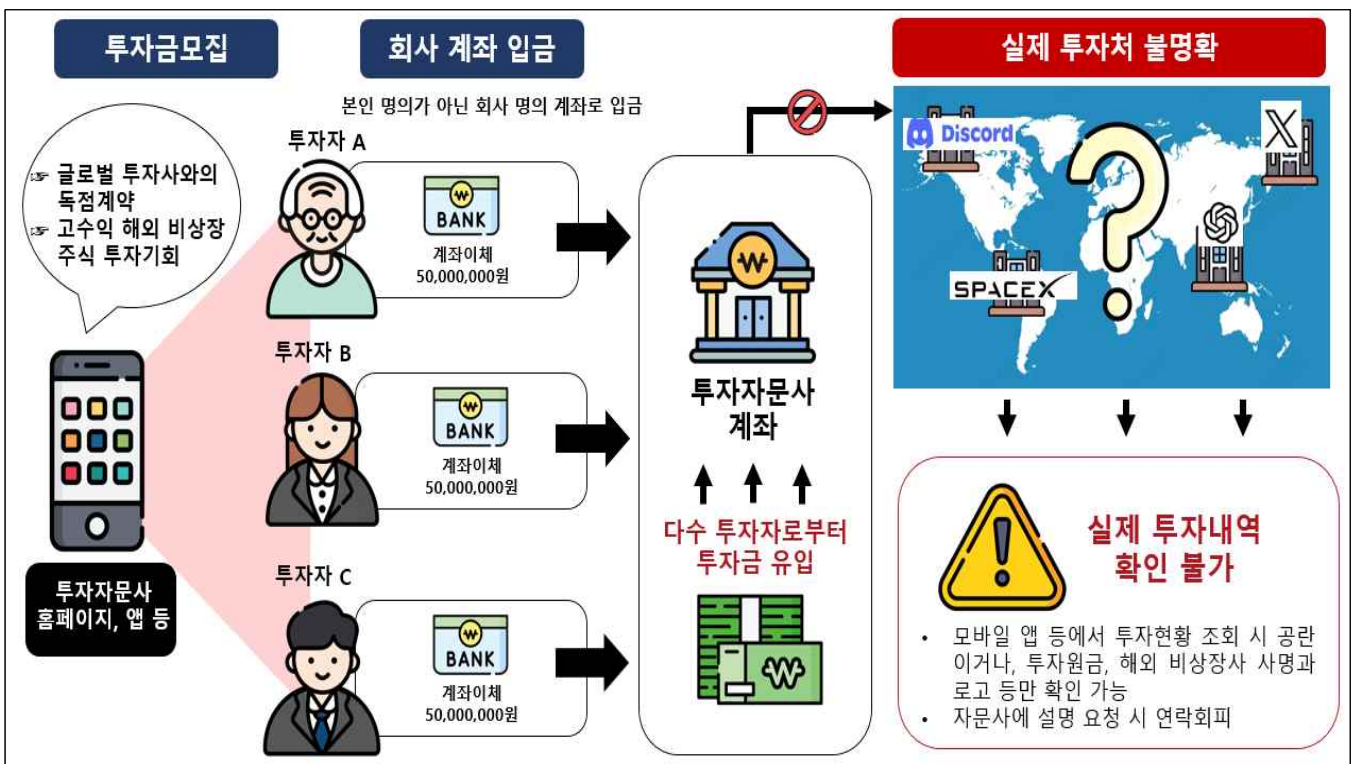 투자금모집
회사 계좌 입금
실제 투자처 불명확
본인 명의가 아닌 회사 명의 계좌로 입금
☞ 글로벌 투자사와의
독점계약
☞ 고수익 해외 비상장
주식 투자기회
투자자문사
홈페이지, 앱 등
투자자 A
BANK
계좌이체
50,000,000원
투자자 B
BANK
계좌이체
50,000,000원
투자자 C
BANK
계좌이체
50,000,000원
투자자문사
계좌
다수 투자자로부터
투자금 유입
Discord
X
SPACEX
?
실제 투자내역
확인 불가
• 모바일 앱 등에서 투자현황 조회 시 공란
이거나, 투자원금, 해외 비상장사 사명과
로고 등만 확인 가능
• 자문사에 설명 요청 시 연락회피